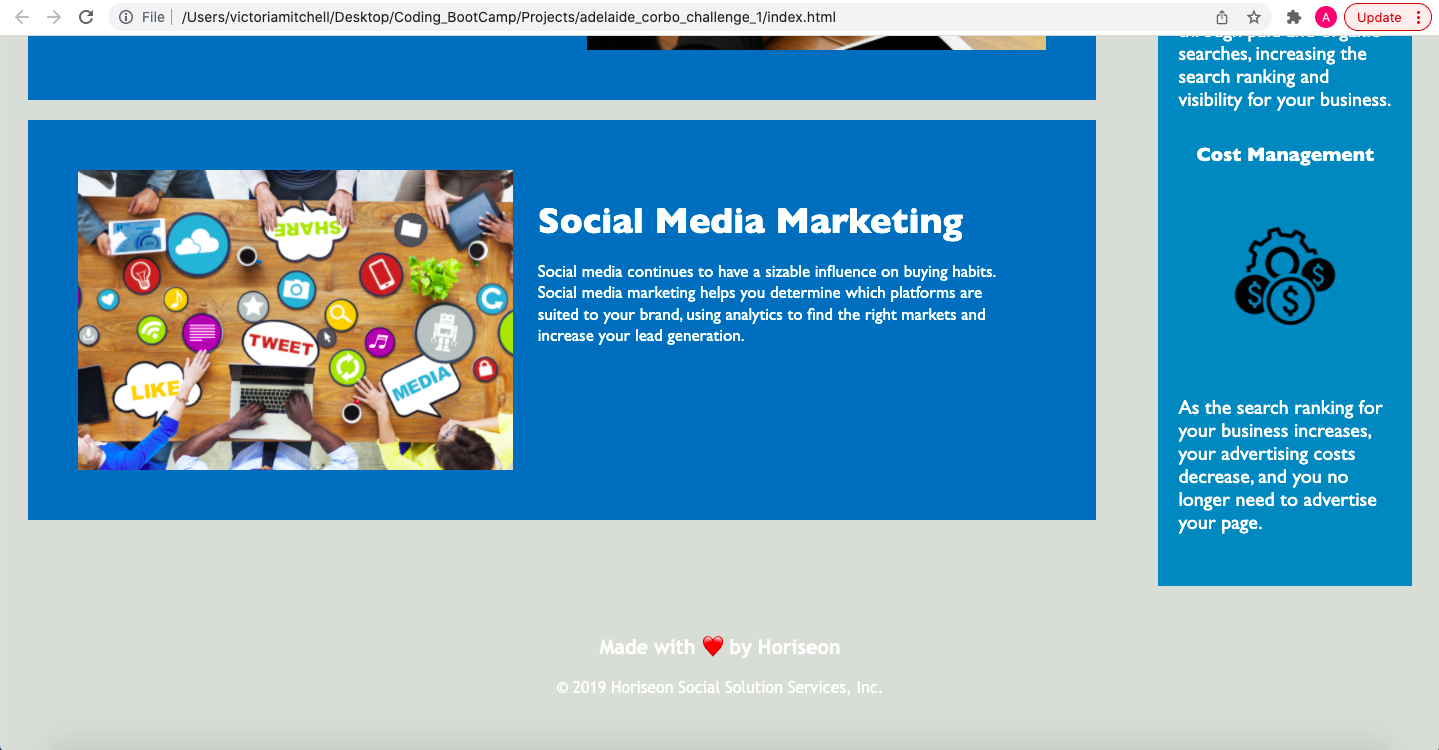 File
/Users/victoriamitchell/Desktop/Coding_BootCamp/Projects/adelaide_corbo_challenge_1/index.html
A
Update
searches, increasing the
search ranking and
visibility for your business.
Cost Management
As the search ranking for
your business increases,
your advertising costs
decrease, and you no
longer need to advertise
your page.
SHARE
TWEET
LIKE
MEDIA
Social Media Marketing
Social media continues to have a sizable influence on buying habits.
Social media marketing helps you determine which platforms are
suited to your brand, using analytics to find the right markets and
increase your lead generation.
Made with ❤️ by Horiseon
© 2019 Horiseon Social Solution Services, Inc.